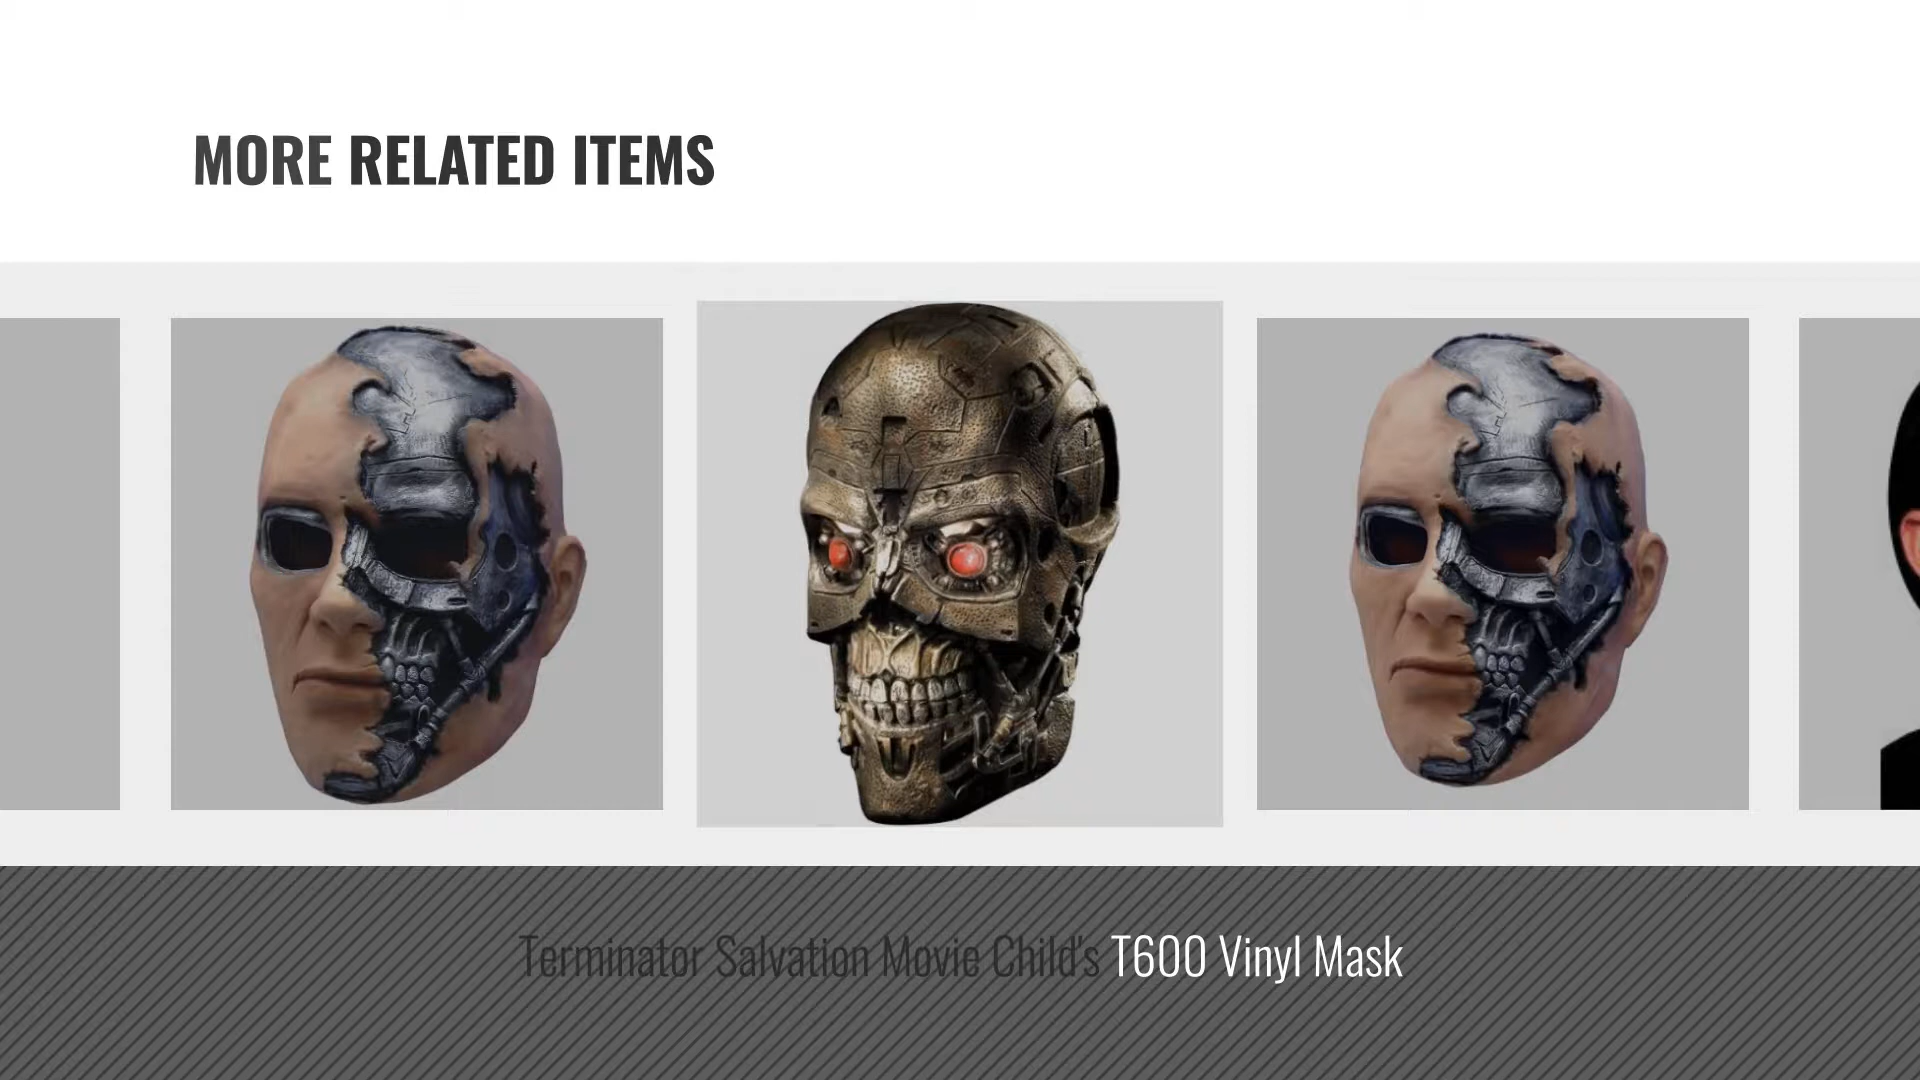 MORE RELATED ITEMS
Terminator Salvation Movie Child's T600 Vinyl Mask